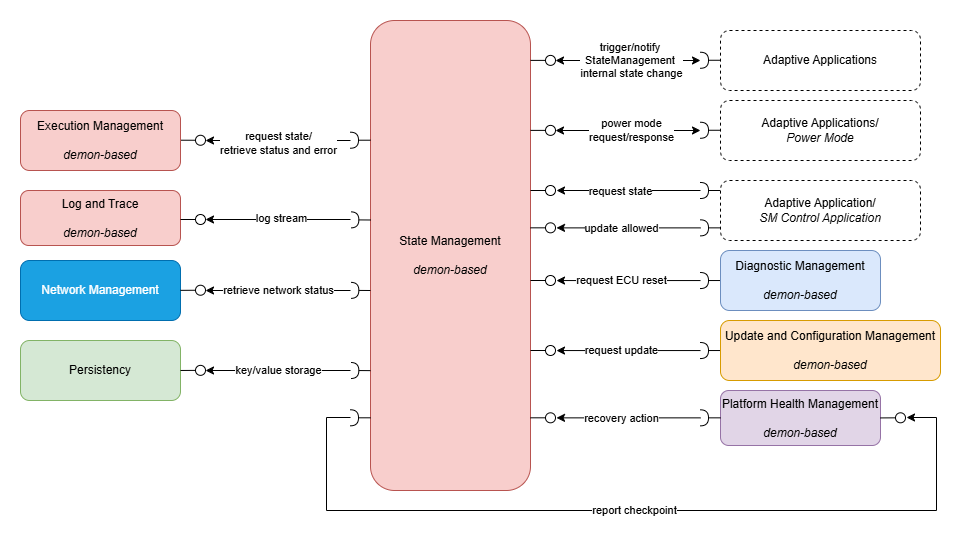 Execution Management
demon-based
request state/
retrieve status and error
Log and Trace
demon-based
log stream
Network Management
retrieve network status
Persistency
key/value storage
State Management
demon-based
trigger/notify
StateManagement
internal state change
Adaptive Applications
power mode
request/response
Adaptive Applications/
Power Mode
request state
update allowed
Adaptive Application/
SM Control Application
request ECU reset
Diagnostic Management
demon-based
request update
Update and Configuration Management
demon-based
recovery action
Platform Health Management
demon-based
report checkpoint